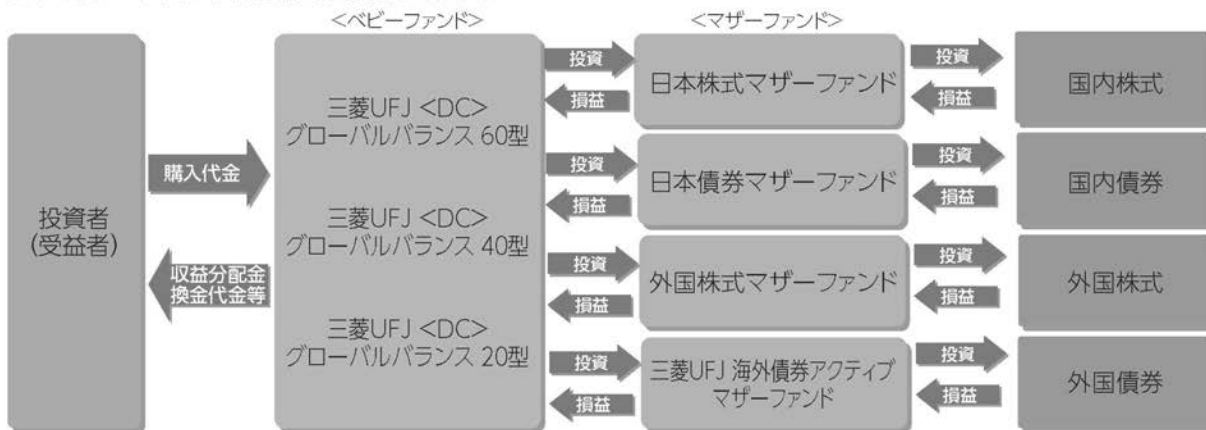 <ベビーファンド>
<マザーファンド>
投資者
(受益者)
購入代金
収益分配金
換金代金等
三菱UFJ <DC>
グローバルバランス 60型
三菱UFJ <DC>
グローバルバランス 40型
三菱UFJ <DC>
グローバルバランス 20型
投資
損益
日本株式マザーファンド
投資
損益
国内株式
投資
損益
日本債券マザーファンド
投資
損益
国内債券
投資
損益
外国株式マザーファンド
投資
損益
外国株式
投資
損益
三菱UFJ 海外債券アクティブ
マザーファンド
投資
損益
外国債券